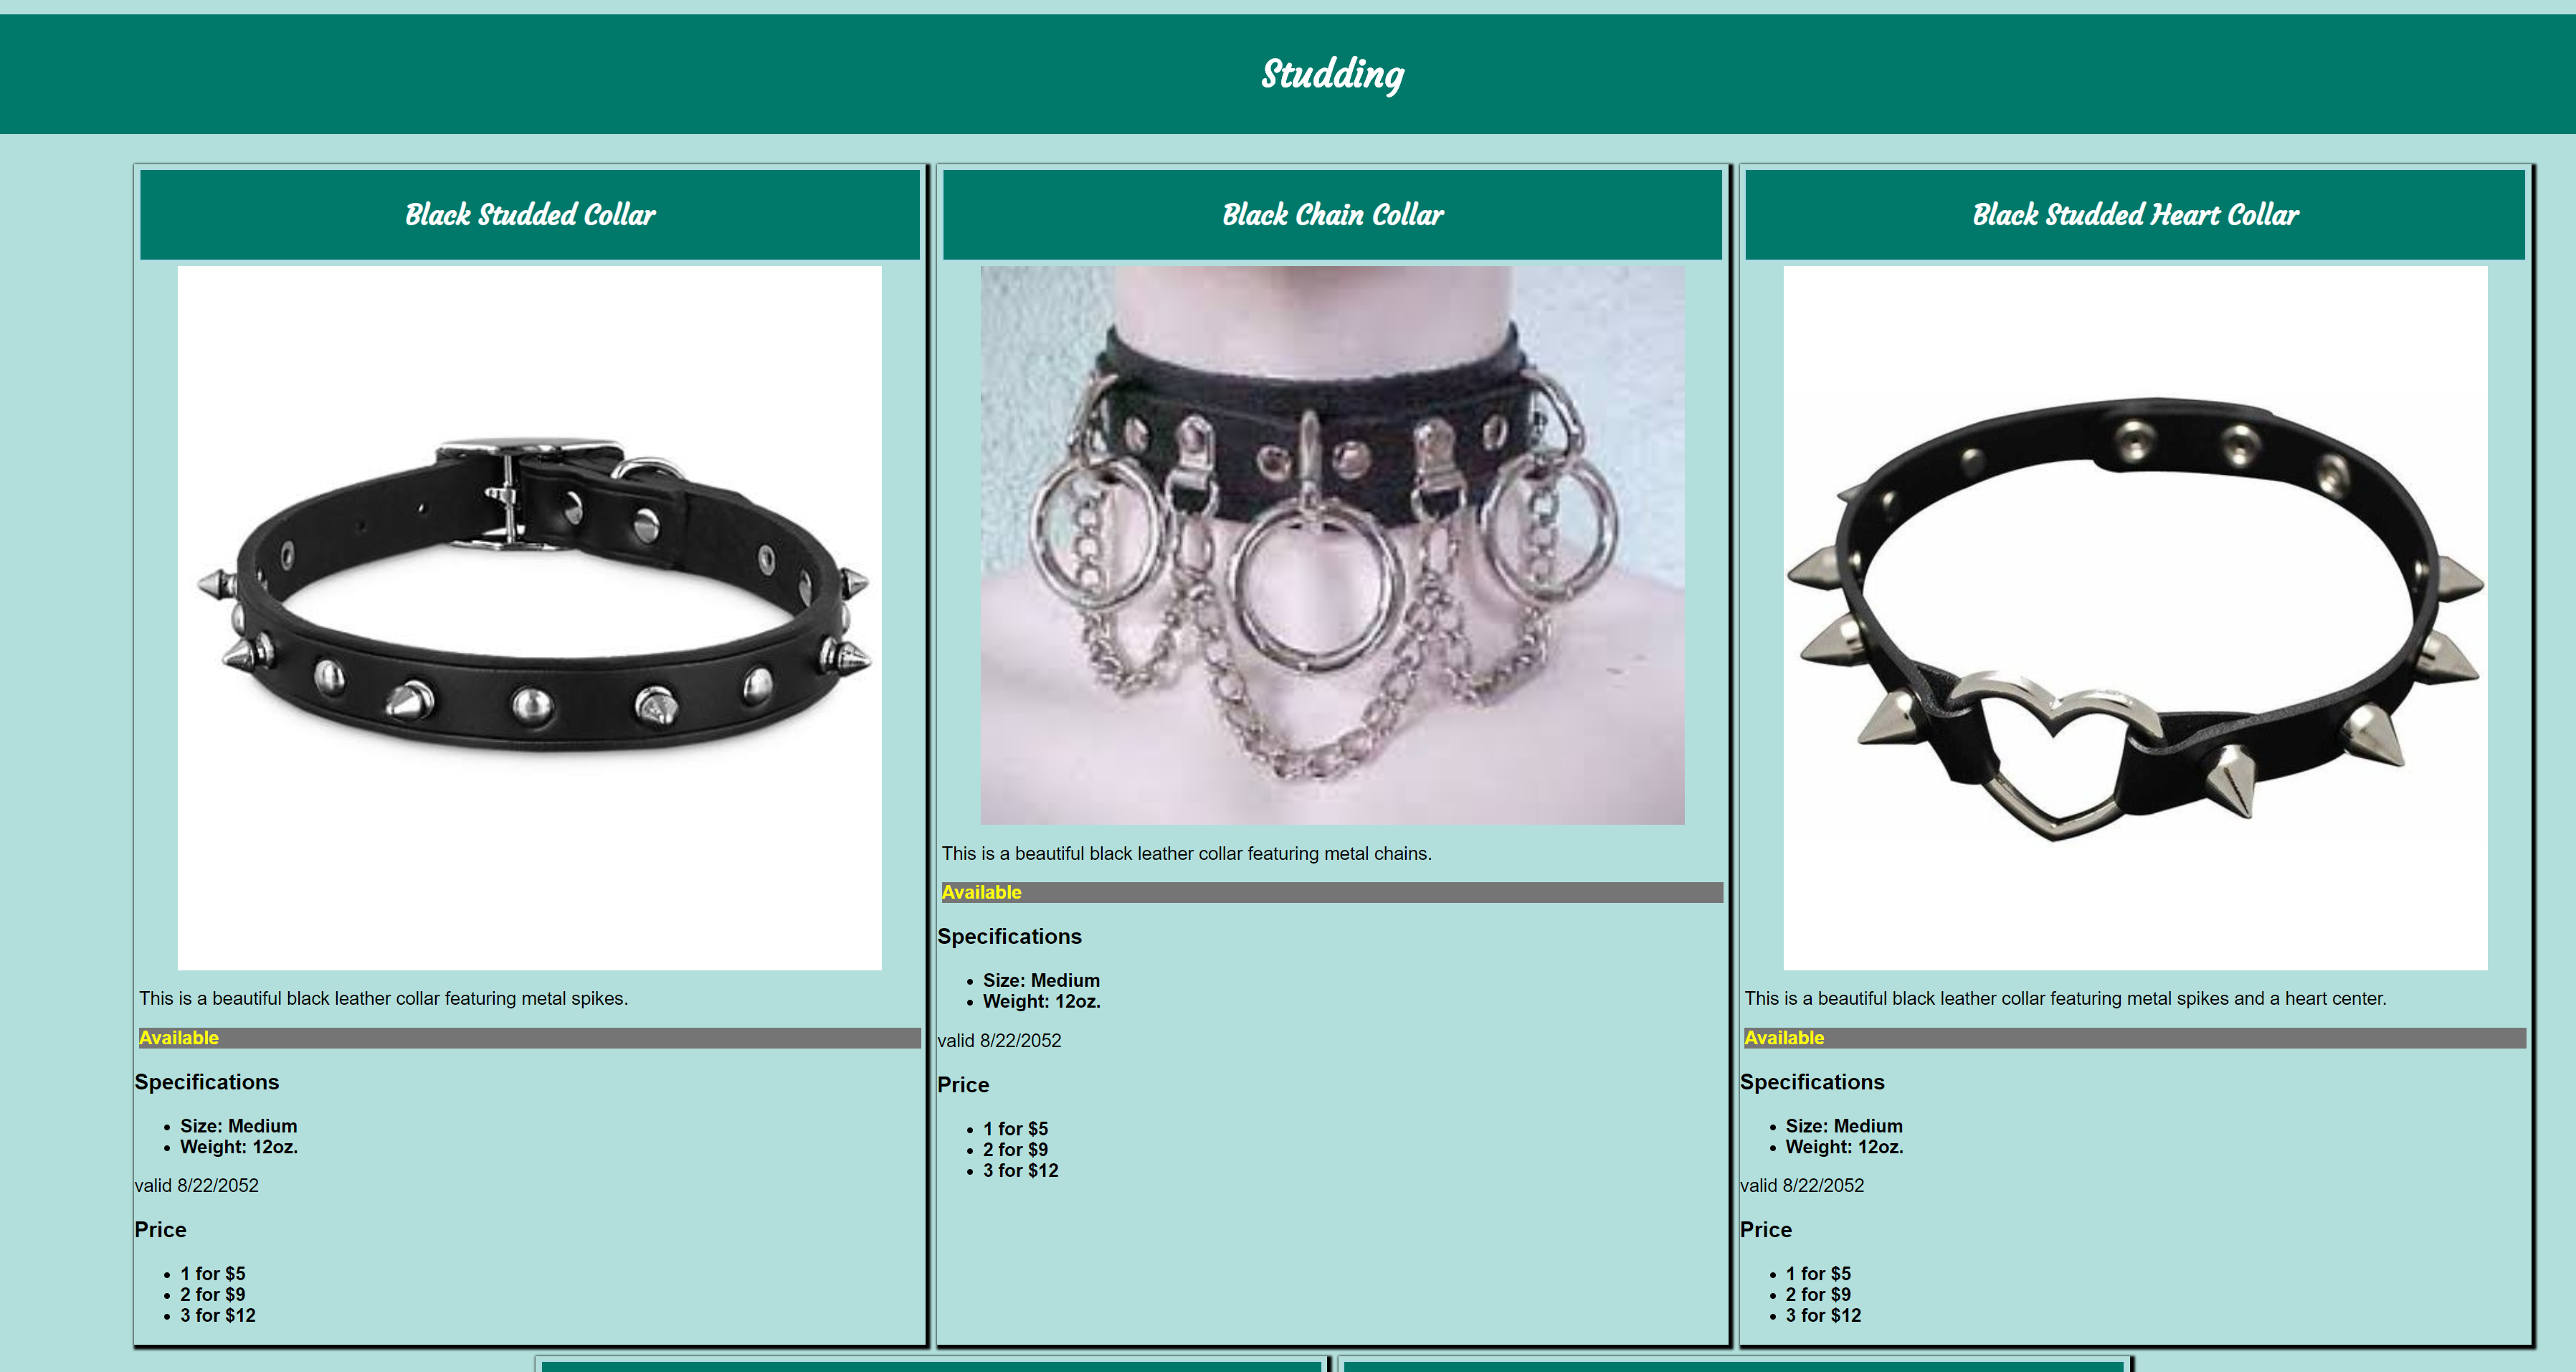 Studding
Black Studded Collar
This is a beautiful black leather collar featuring metal spikes.
Available
Specifications
• Size: Medium
• Weight: 12oz.
valid 8/22/2052
Price
• 1 for $5
• 2 for $9
• 3 for $12
Black Chain Collar
This is a beautiful black leather collar featuring metal chains.
Available
Specifications
• Size: Medium
• Weight: 12oz.
valid 8/22/2052
Price
• 1 for $5
• 2 for $9
• 3 for $12
Black Studded Heart Collar
This is a beautiful black leather collar featuring metal spikes and a heart center.
Available
Specifications
• Size: Medium
• Weight: 12oz.
valid 8/22/2052
Price
• 1 for $5
• 2 for $9
• 3 for $12